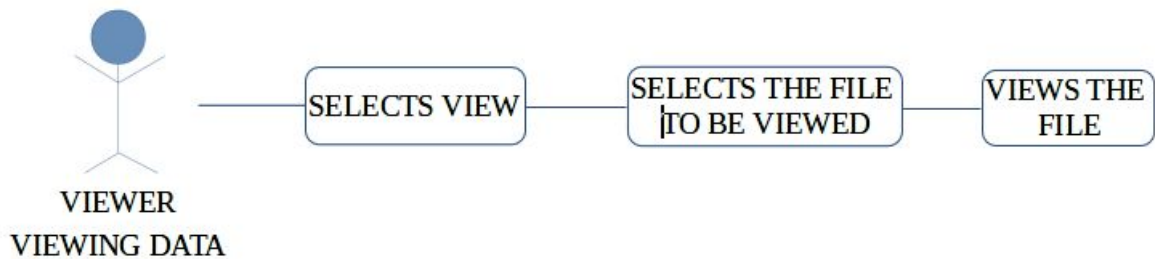 SELECTS VIEW
SELECTS THE FILE
TO BE VIEWED
VIEWS THE
FILE
VIEWER
VIEWING DATA